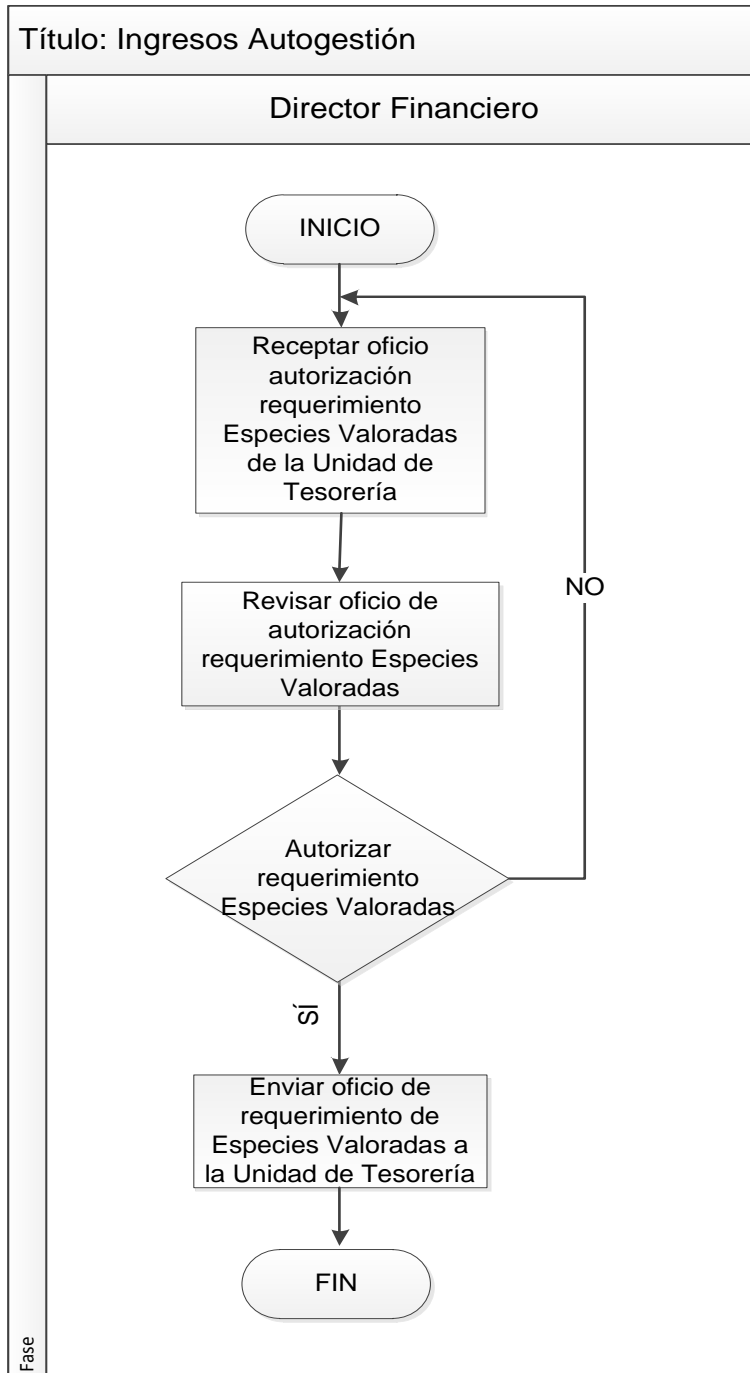 Título: Ingresos Autogestión
Director Financiero
INICIO
Receptar oficio
autorización
requerimiento
Especies Valoradas
de la Unidad de
Tesorería
Revisar oficio de
autorización
requerimiento Especies
Valoradas
NO
Autorizar
requerimiento
Especies Valoradas
SÍ
Enviar oficio de
requerimiento de
Especies Valoradas a
la Unidad de Tesorería
FIN
Fase